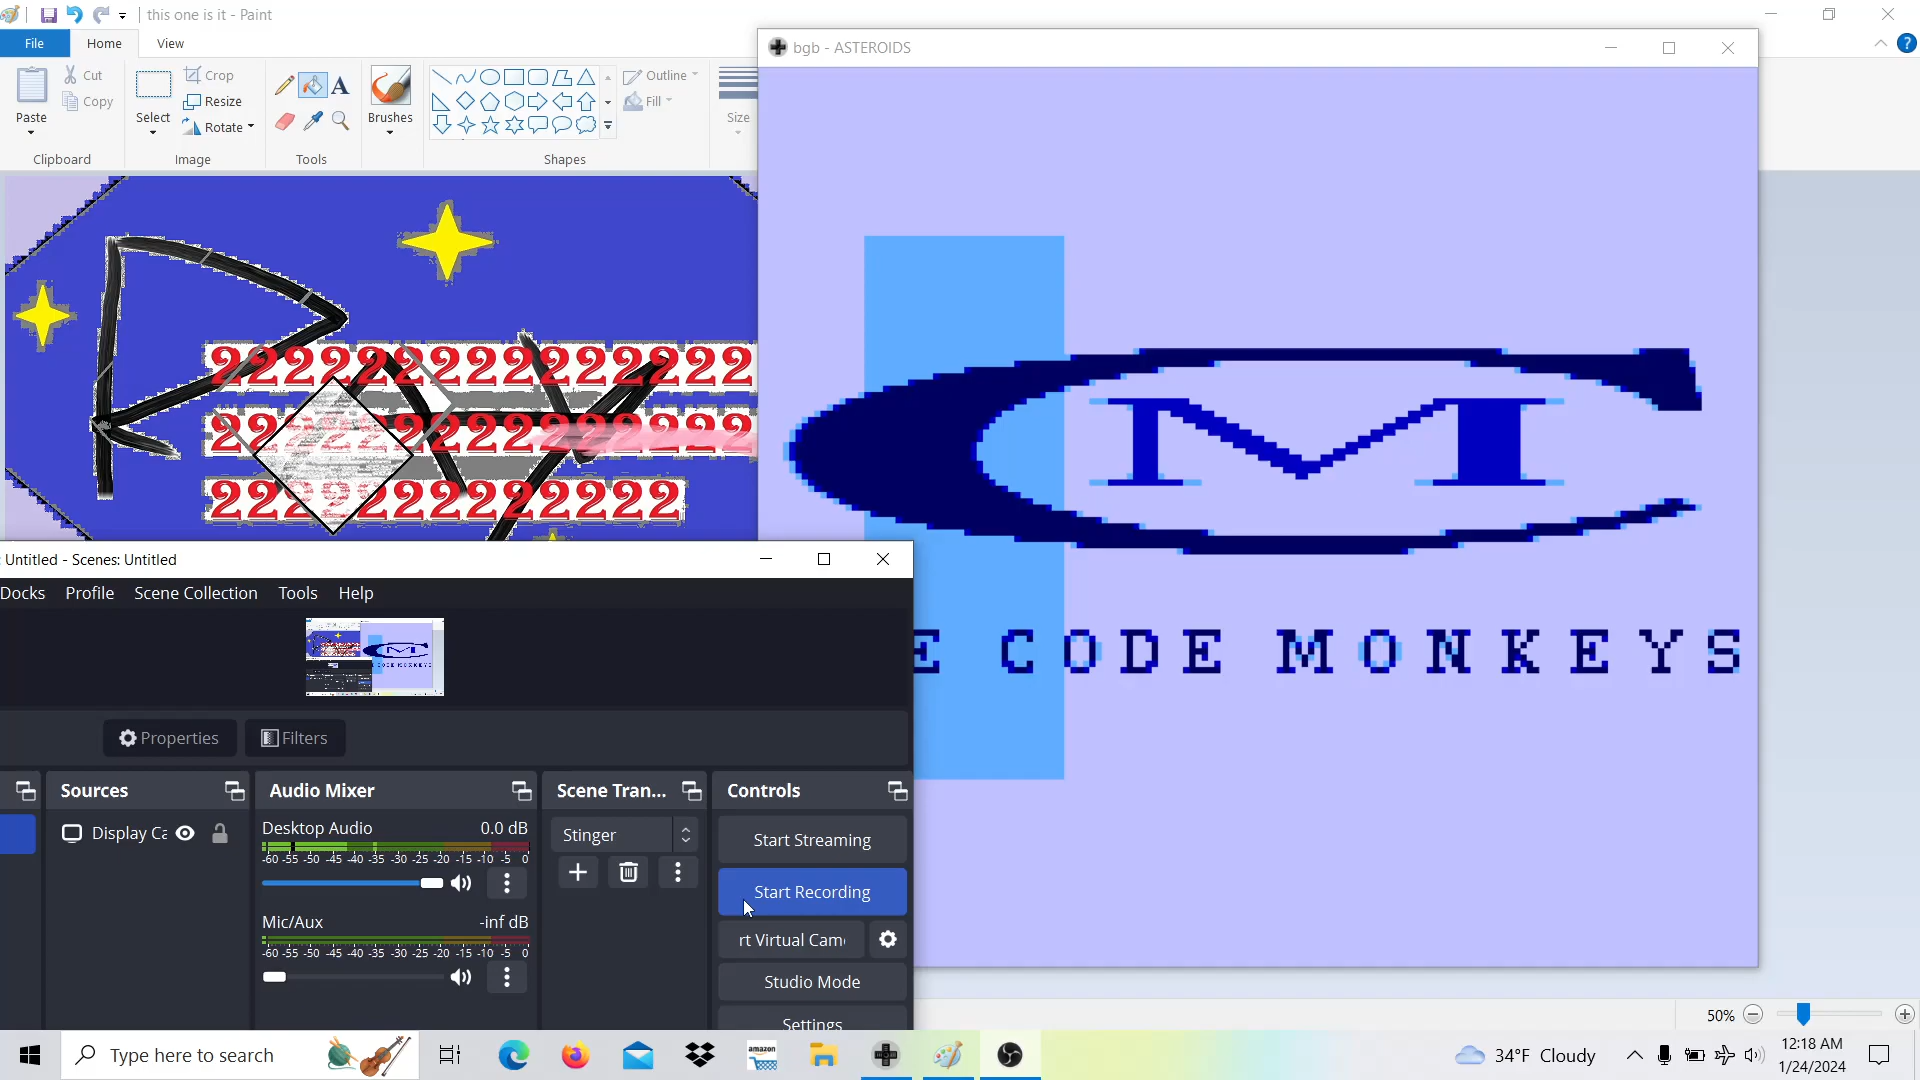 this one is it - Paint
File Home View
Paste
Cut
Copy
Clipboard
Select
Crop
Resize
Rotate
Image
A
Tools
Brushes
Shapes
Outline
Fill
Size
bgb - ASTEROIDS
222222222222222
222222222222222
2222222222222
CM
E CODE MONKEYS
: Untitled - Scenes: Untitled
Docks Profile Scene Collection Tools Help
Properties Filters
Sources
Display Ca
Audio Mixer
Desktop Audio 0.0 dB
-60 -55 -50 -45 -40 -35 -30 -25 -20 -15 -10 -5 0
Mic/Aux -inf dB
-60 -55 -50 -45 -40 -35 -30 -25 -20 -15 -10 -5 0
Scene Tran...
Stinger
Controls
Start Streaming
Start Recording
rt Virtual Cam
Studio Mode
Settings
50%
Type here to search
amazon
34°F Cloudy
12:18 AM
1/24/2024